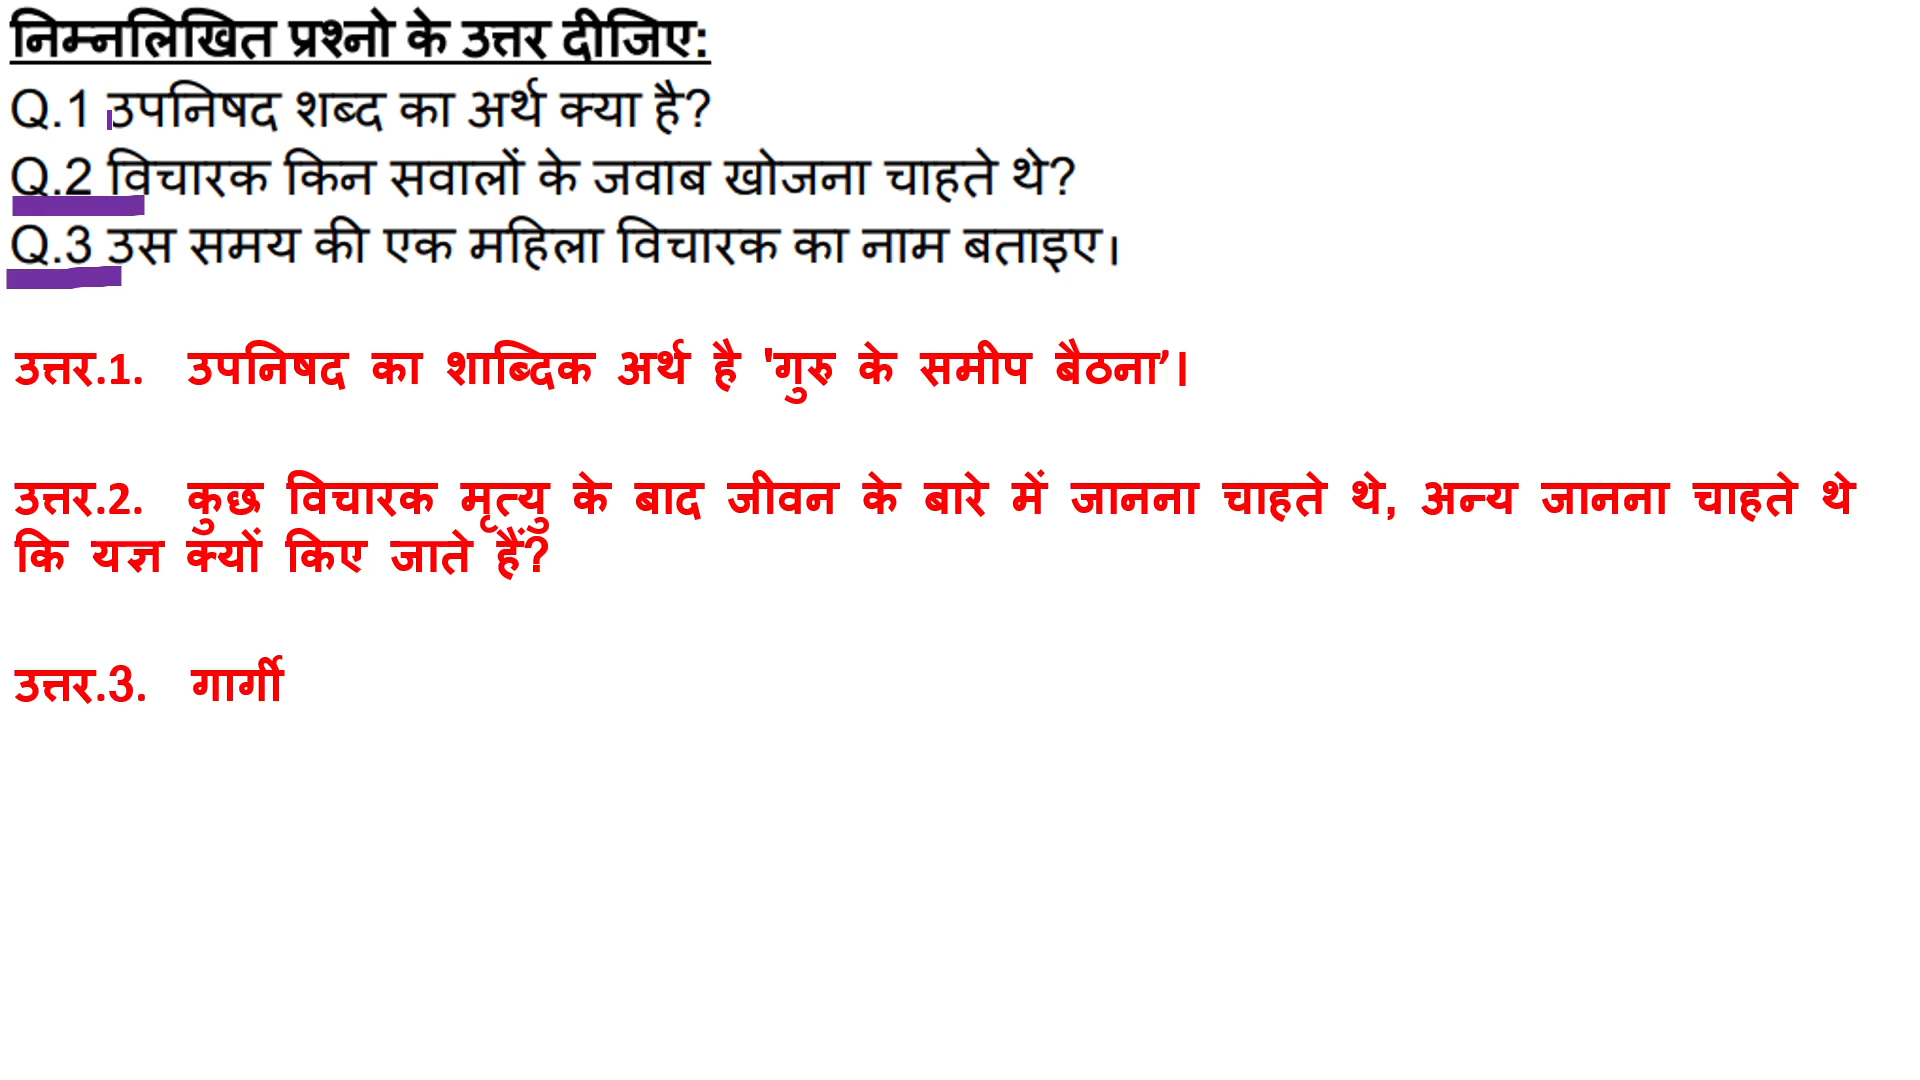 निम्नलिखित प्रश्नो के उत्तर दीजिए:
Q.1 उपनिषद शब्द का अर्थ क्या है?
Q.2 विचारक किन सवालों के जवाब खोजना चाहते थे?
Q.3 उस समय की एक महिला विचारक का नाम बताइए।
उत्तर.1. उपनिषद का शाब्दिक अर्थ है 'गुरु के समीप बैठना’।
उत्तर.2. कुछ विचारक मृत्यु के बाद जीवन के बारे में जानना चाहते थे, अन्य जानना चाहते थे
कि यज्ञ क्यों किए जाते हैं?
उत्तर.3. गार्गी